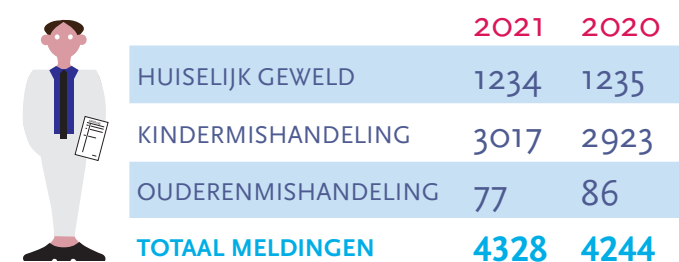 2021 2020
HUISELIJK GEWELD 1234 1235
KINDERMISHANDELING 3017 2923
OUDERENMISHANDELING 77 86
TOTAAL MELDINGEN 4328 4244